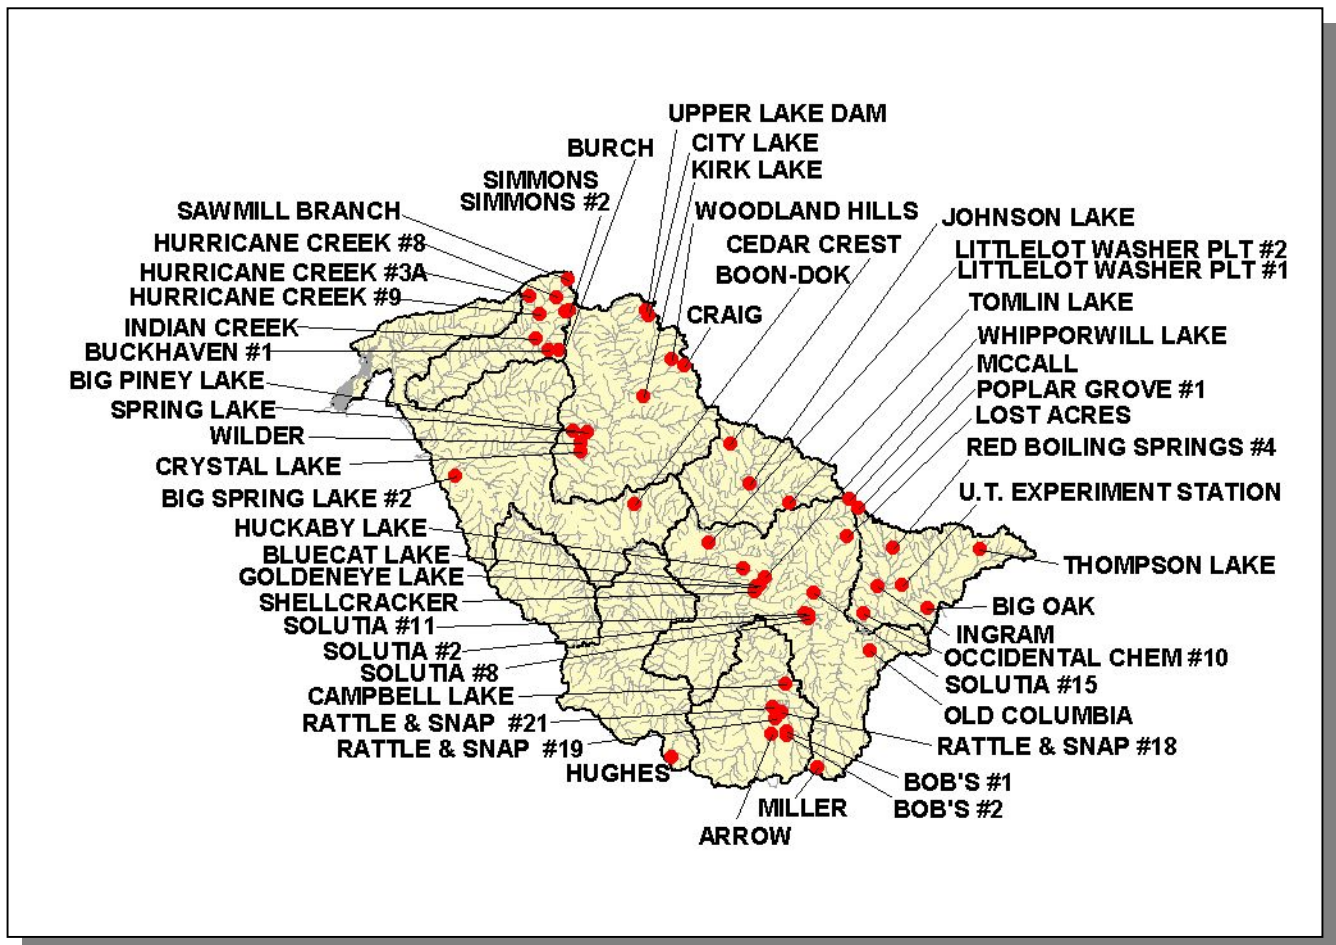 UPPER LAKE DAM
CITY LAKE
KIRK LAKE
BURCH
SIMMONS
SIMMONS #2
SAWMILL BRANCH
HURRICANE CREEK #8
HURRICANE CREEK #3A
HURRICANE CREEK #9
INDIAN CREEK
BUCKHAVEN #1
BIG PINEY LAKE
SPRING LAKE
WILDER
CRYSTAL LAKE
BIG SPRING LAKE #2
HUCKABY LAKE
BLUECAT LAKE
GOLDENEYE LAKE
SHELLCRACKER
SOLUTIA #11
SOLUTIA #2
SOLUTIA #8
CAMPBELL LAKE
RATTLE & SNAP #21
RATTLE & SNAP #19
HUGHES
WOODLAND HILLS
CEDAR CREST
BOON-DOK
CRAIG
JOHNSON LAKE
LITTLELOT WASHER PLT #2
LITTLELOT WASHER PLT #1
TOMLIN LAKE
WHIPPORWILL LAKE
MCCALL
POPLAR GROVE #1
LOST ACRES
RED BOILING SPRINGS #4
U.T. EXPERIMENT STATION
THOMPSON LAKE
BIG OAK
INGRAM
OCCIDENTAL CHEM #10
SOLUTIA #15
OLD COLUMBIA
RATTLE & SNAP #18
BOB'S #1
BOB'S #2
MILLER
ARROW